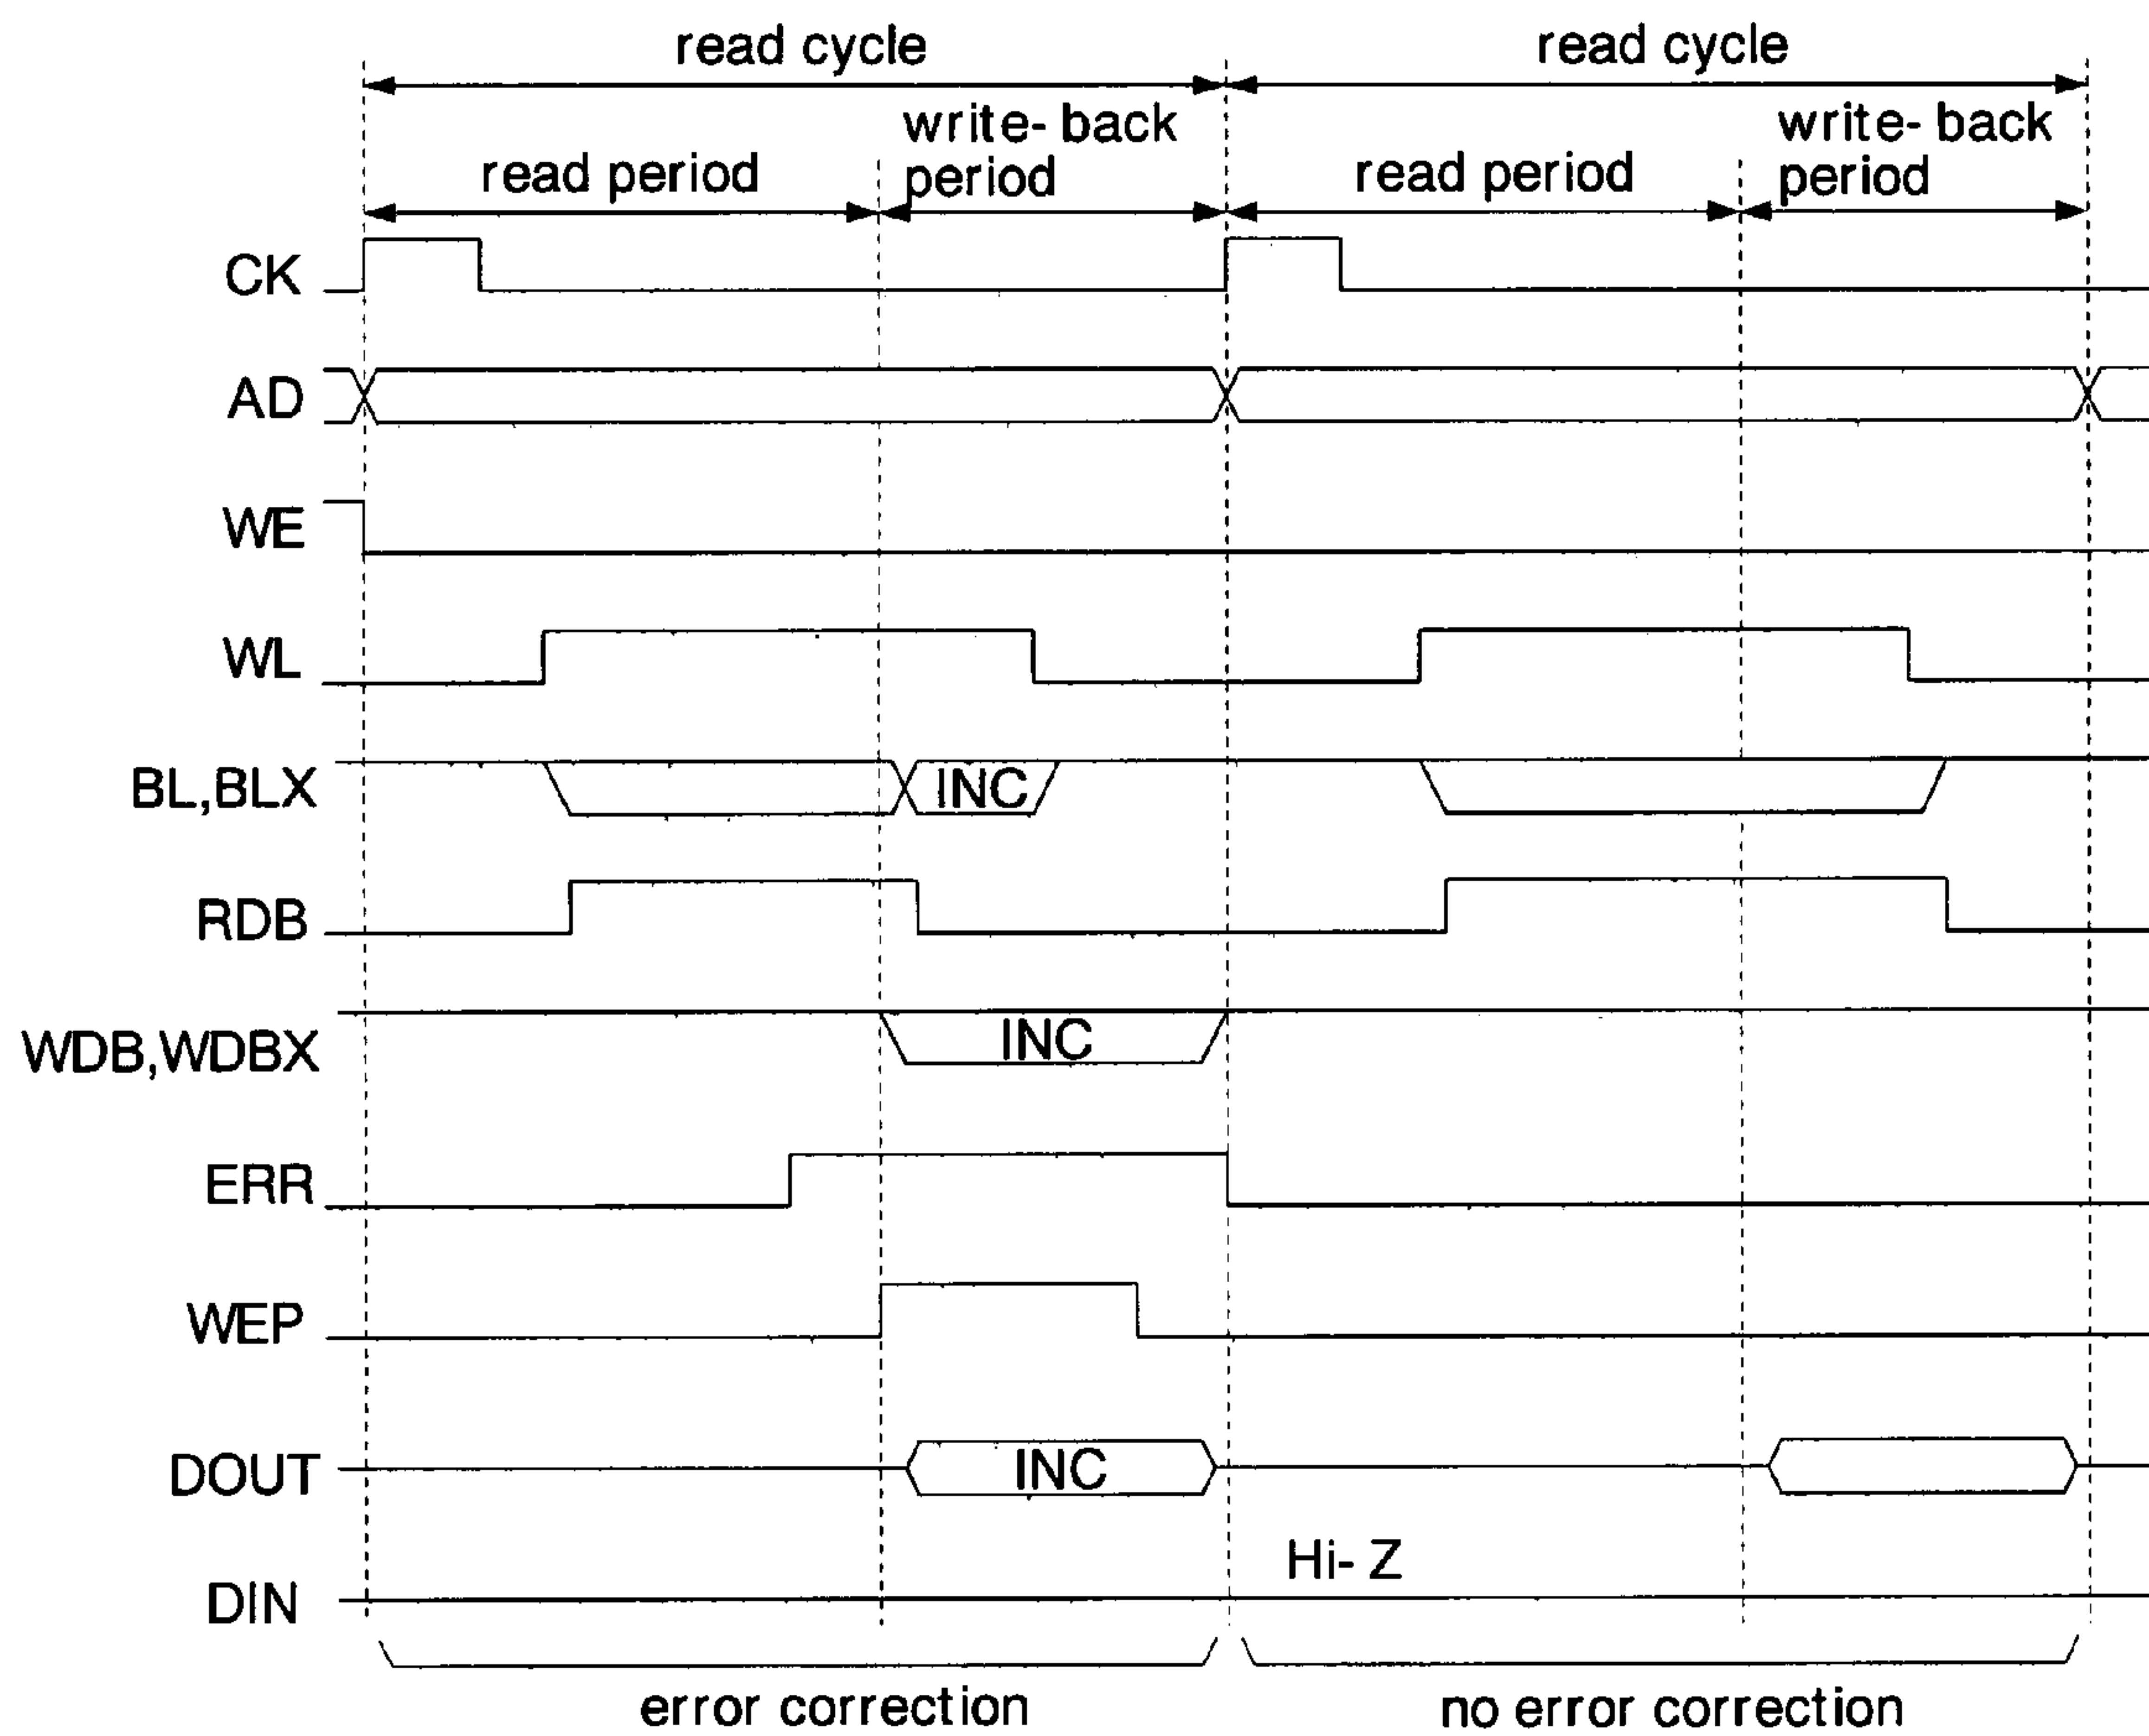 read cycle read cycle
write- back write- back
read period period read period period
CK
AD
WE
WL
BL,BLX INC
RDB
WDB,WDBX INC
ERR
WEP
DOUT INC
Hi- Z
DIN
error correction no error correction